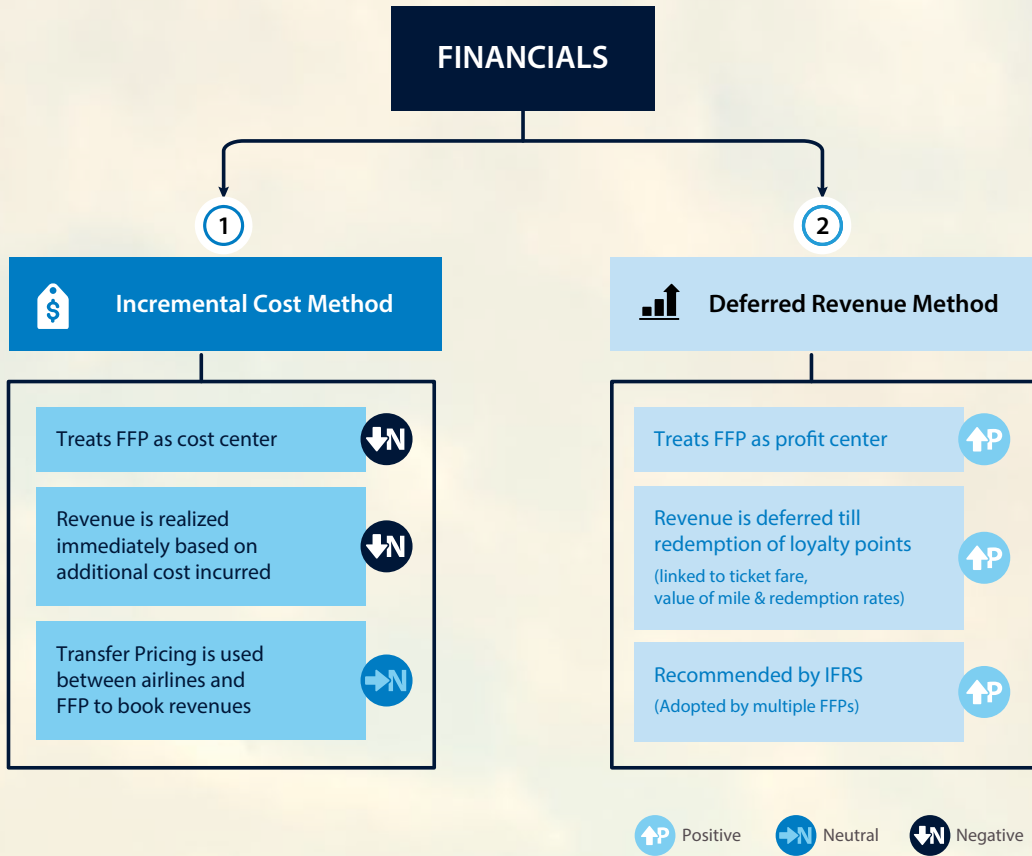 FINANCIALS
1
Incremental Cost Method
Treats FFP as cost center
N
Revenue is realized
immediately based on
additional cost incurred
N
Transfer Pricing is used
between airlines and
FFP to book revenues
N
2
Deferred Revenue Method
Treats FFP as profit center
P
Revenue is deferred till
redemption of loyalty points
(linked to ticket fare,
value of mile & redemption rates)
P
Recommended by IFRS
(Adopted by multiple FFPs)
P
P Positive
N Neutral
N Negative